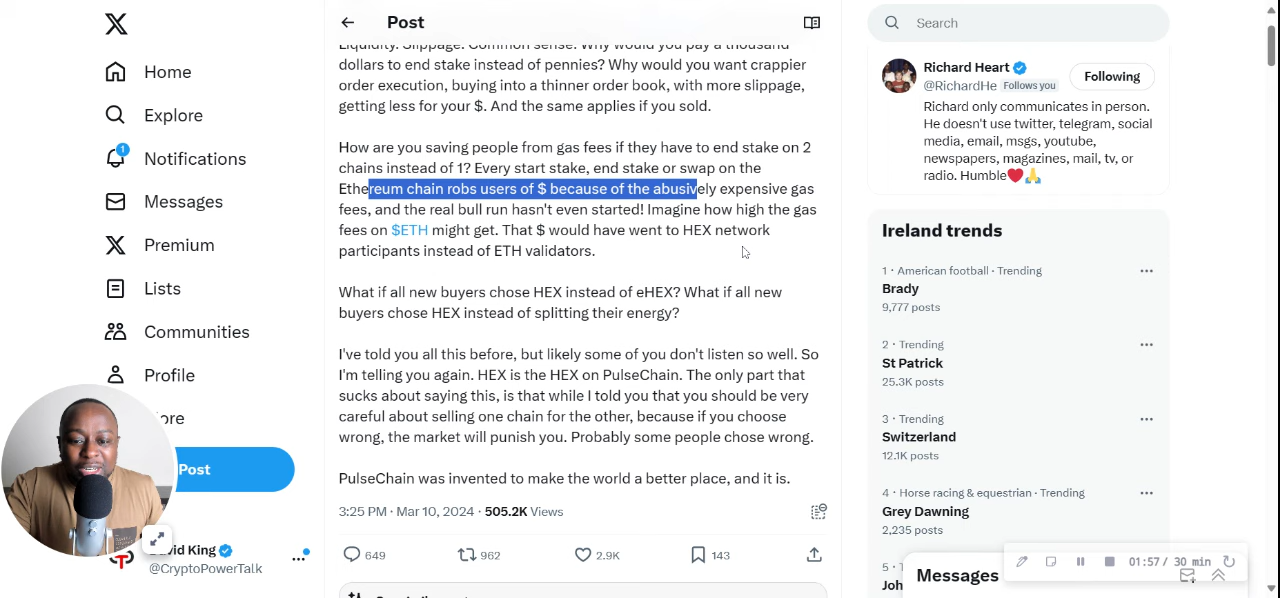 Home
Explore
1
Notifications
Messages
Premium
Lists
Communities
Profile
ore
Post
David King
@CryptoPowerTalk
Post
Liquidity. Slippage. Common sense. Why would you pay a thousand
dollars to end stake instead of pennies? Why would you want crappier
order execution, buying into a thinner order book, with more slippage,
getting less for your $. And the same applies if you sold.
How are you saving people from gas fees if they have to end stake on 2
chains instead of 1? Every start stake, end stake or swap on the
Ethereum chain robs users of $ because of the abusively expensive gas
fees, and the real bull run hasn't even started! Imagine how high the gas
fees on $ETH might get. That $ would have went to HEX network
participants instead of ETH validators.
What if all new buyers chose HEX instead of eHEX? What if all new
buyers chose HEX instead of splitting their energy?
I've told you all this before, but likely some of you don't listen so well. So
I'm telling you again. HEX is the HEX on PulseChain. The only part that
sucks about saying this, is that while I told you that you should be very
careful about selling one chain for the other, because if you choose
wrong, the market will punish you. Probably some people chose wrong.
PulseChain was invented to make the world a better place, and it is.
3:25 PM · Mar 10, 2024 · 505.2K Views
649 962 2.9K 143
Search
Richard Heart
@RichardHe Follows you
Following
Richard only communicates in person.
He doesn't use twitter, telegram, social
media, email, msgs, youtube,
newspapers, magazines, mail, tv, or
radio. Humble❤️🙏
Ireland trends
1 · American football · Trending
Brady
9,777 posts
2 · Trending
St Patrick
25.3K posts
3 · Trending
Switzerland
12.1K posts
4 · Horse racing & equestrian · Trending
Grey Dawning
2,235 posts
5 · T
Joh
Messages
01:57 / 30 min